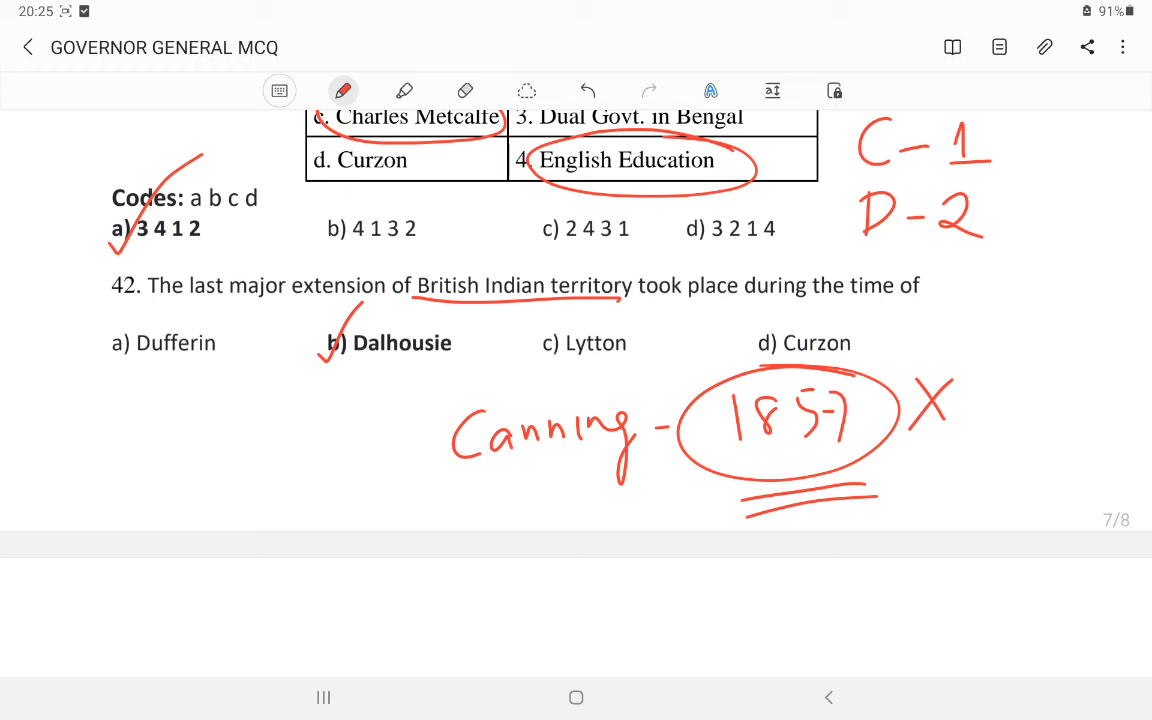 20:25 91%
GOVERNOR GENERAL MCQ
c. Charles Metcalfe 3. Dual Govt. in Bengal
d. Curzon 4. English Education
C - 1
D - 2
Codes: a b c d
a) 3 4 1 2 b) 4 1 3 2 c) 2 4 3 1 d) 3 2 1 4
42. The last major extension of British Indian territory took place during the time of
a) Dufferin b) Dalhousie c) Lytton d) Curzon
Canning - 1857 X
7/8